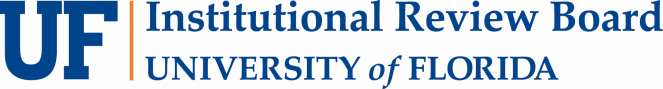 UF
Institutional Review Board
UNIVERSITY of FLORIDA